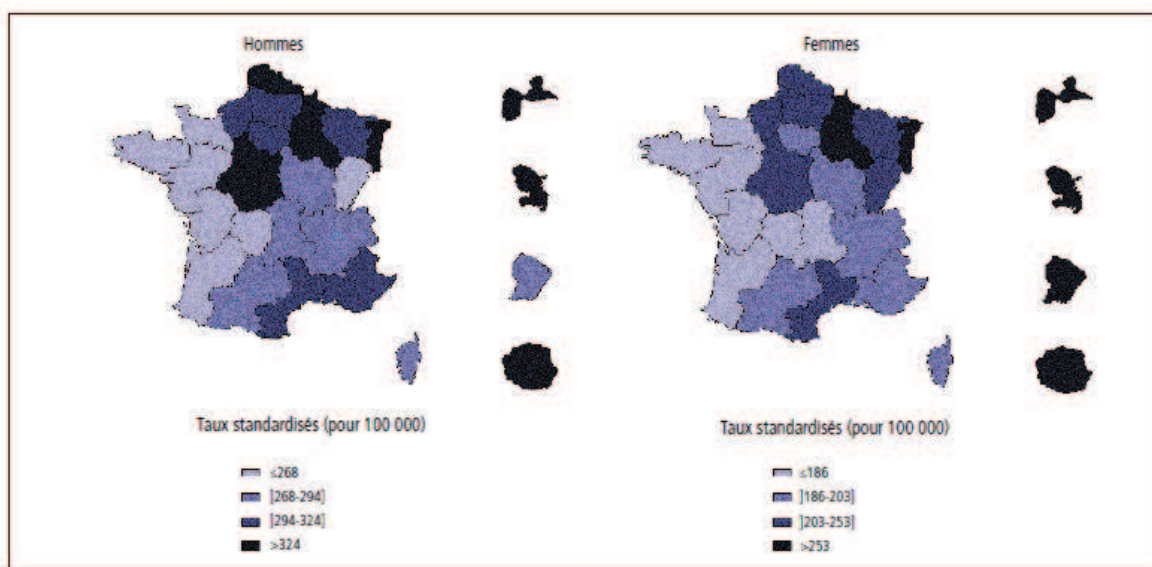 Hommes
Femmes
Taux standardisés (pour 100 000)
≤268
]268-294]
]294-324]
>324
Taux standardisés (pour 100 000)
≤186
]186-203]
]203-253]
>253